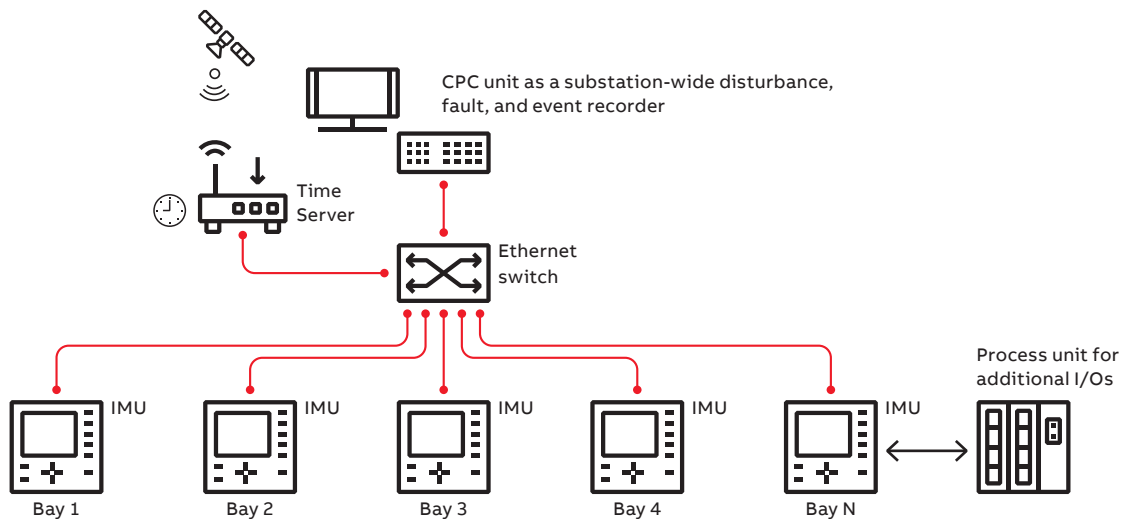 CPC unit as a substation-wide disturbance,
fault, and event recorder
Time
Server
Ethernet
switch
Process unit for
additional I/Os
IMU
IMU
IMU
IMU
IMU
Bay 1
Bay 2
Bay 3
Bay 4
Bay N